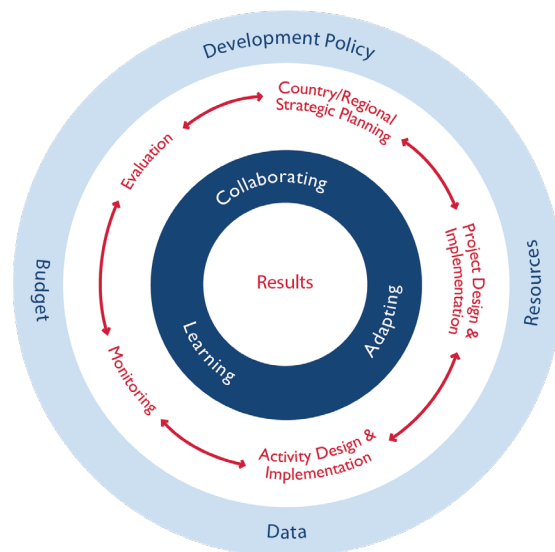 Development Policy
Country/Regional
Strategic Planning
Evaluation
Collaborating
Project Design &
Implementation
Budget
Results
Resources
Learning
Adapting
Monitoring
Activity Design &
Implementation
Data